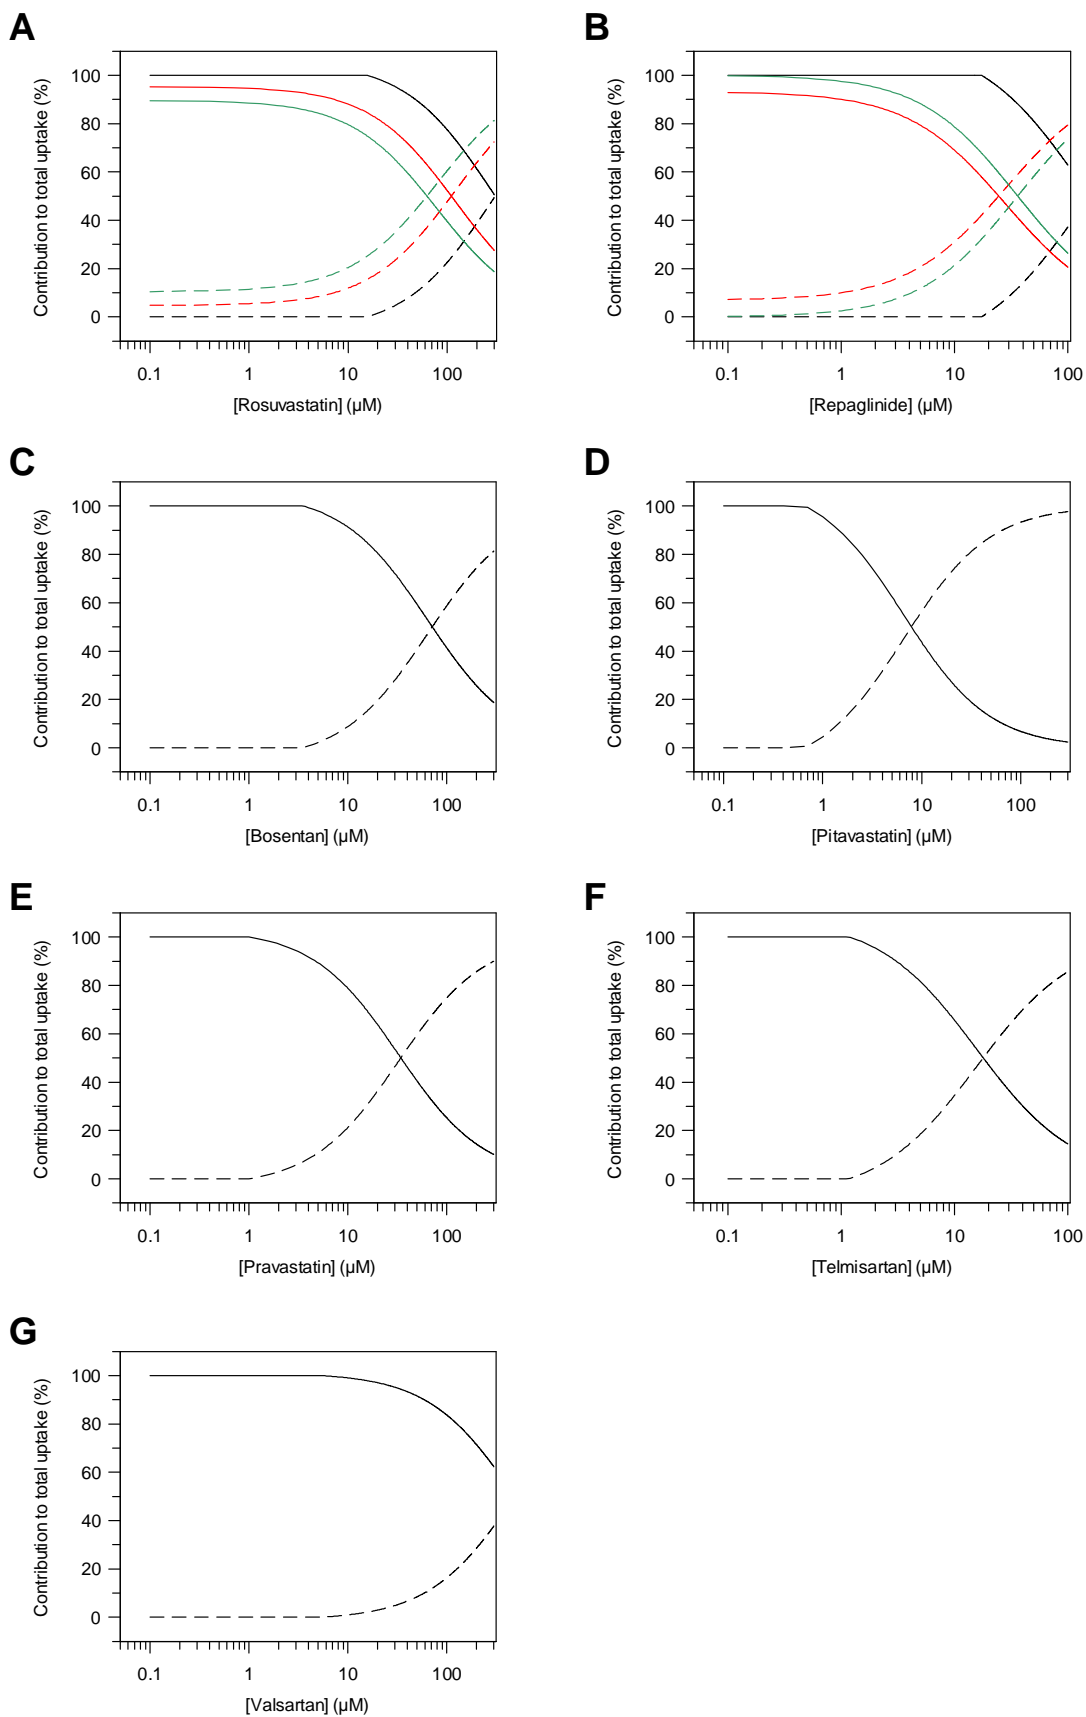 A
Contribution to total uptake (%)
100
80
60
40
20
0
0.1 1 10 100
[Rosuvastatin] (µM)
B
Contribution to total uptake (%)
100
80
60
40
20
0
0.1 1 10 100
[Repaglinide] (µM)
C
Contribution to total uptake (%)
100
80
60
40
20
0
0.1 1 10 100
[Bosentan] (µM)
D
Contribution to total uptake (%)
100
80
60
40
20
0
0.1 1 10 100
[Pitavastatin] (µM)
E
Contribution to total uptake (%)
100
80
60
40
20
0
0.1 1 10 100
[Pravastatin] (µM)
F
Contribution to total uptake (%)
100
80
60
40
20
0
0.1 1 10 100
[Telmisartan] (µM)
G
Contribution to total uptake (%)
100
80
60
40
20
0
0.1 1 10 100
[Valsartan] (µM)